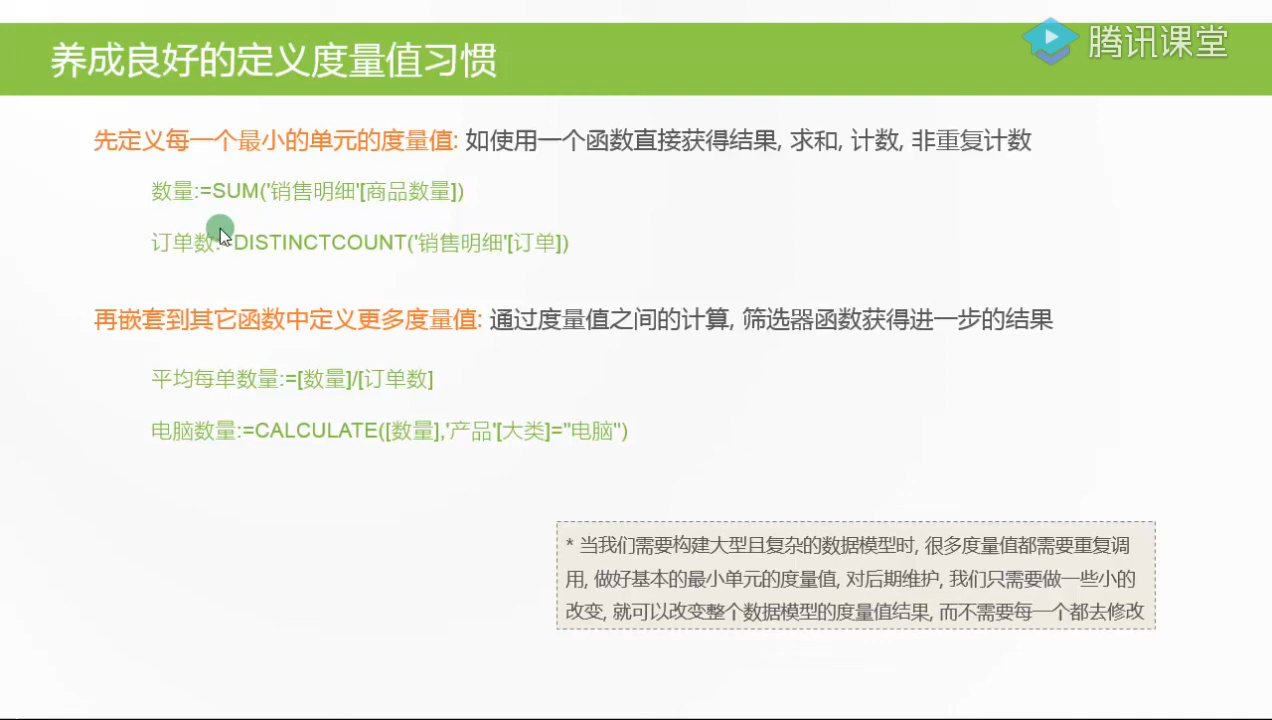 养成良好的定义度量值习惯
腾讯课堂
先定义每一个最小的单元的度量值: 如使用一个函数直接获得结果, 求和, 计数, 非重复计数
数量:=SUM('销售明细'[商品数量])
订单数:=DISTINCTCOUNT('销售明细'[订单])
再嵌套到其它函数中定义更多度量值: 通过度量值之间的计算, 筛选器函数获得进一步的结果
平均每单数量:=[数量]/[订单数]
电脑数量:=CALCULATE([数量],'产品'[大类]="电脑")
* 当我们需要构建大型且复杂的数据模型时, 很多度量值都需要重复调
用, 做好基本的最小单元的度量值, 对后期维护, 我们只需要做一些小的
改变, 就可以改变整个数据模型的度量值结果, 而不需要每一个都去修改